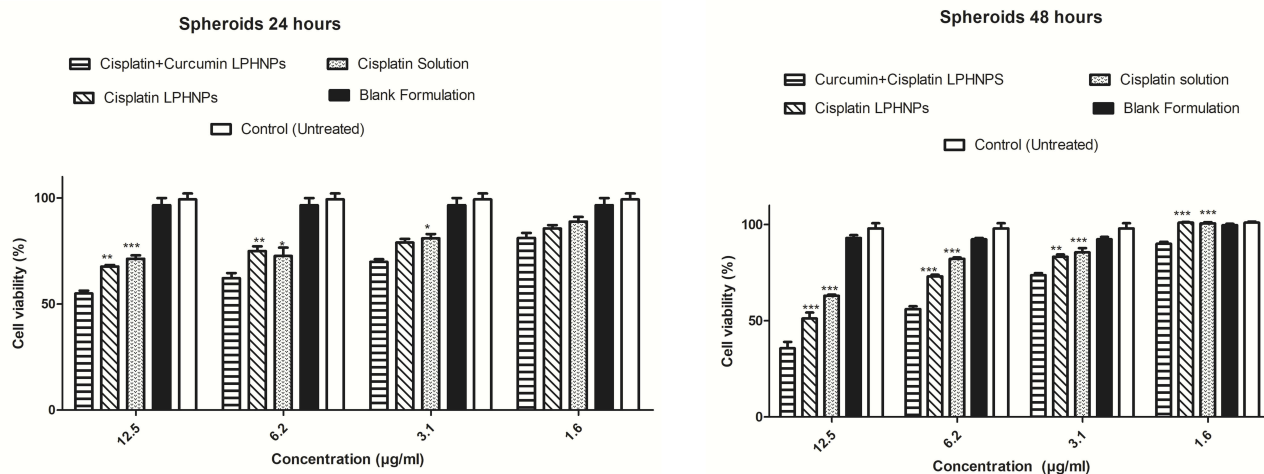 Spheroids 24 hours
Cisplatin+Curcumin LPHNPs
Cisplatin Solution
Cisplatin LPHNPs
Blank Formulation
Control (Untreated)
Cell viability (%)
100
50
0
**
***
**
*
*
12.5
6.2
3.1
1.6
Concentration (µg/ml)
Spheroids 48 hours
Curcumin+Cisplatin LPHNPS
Cisplatin solution
Cisplatin LPHNPs
Blank Formulation
Control (Untreated)
Cell viability (%)
100
50
0
***
***
***
***
**
***
***
***
12.5
6.2
3.1
1.6
Concentration (µg/ml)